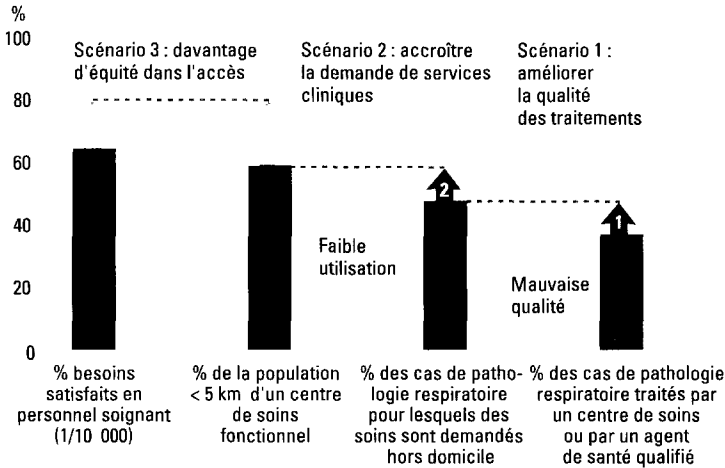 %
100
80
60
40
20
0
Scénario 3 : davantage
d'équité dans l'accès
Scénario 2 : accroître
la demande de services
cliniques
Scénario 1 :
améliorer
la qualité
des traitements
2
1
Faible
utilisation
Mauvaise
qualité
% besoins
satisfaits en
personnel soignant
(1/10 000)
% de la population
< 5 km d'un centre
de soins
fonctionnel
% des cas de patho-
logie respiratoire
pour lesquels des
soins sont demandés
hors domicile
% des cas de pathologie
respiratoire traités par
un centre de soins
ou par un agent
de santé qualifié